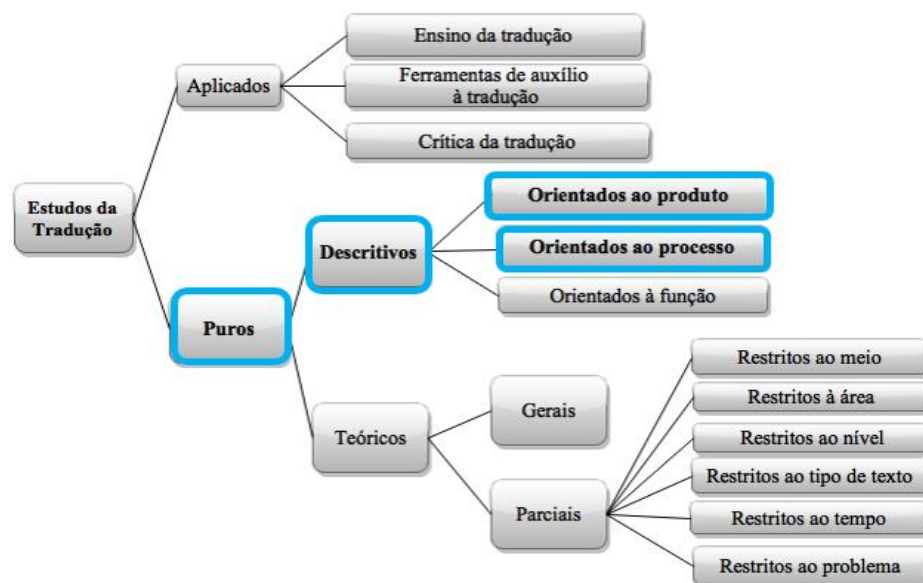 Ensino da tradução
Aplicados
Ferramentas de auxílio
à tradução
Crítica da tradução
Estudos da
Tradução
Orientados ao produto
Descritivos
Orientados ao processo
Orientados à função
Puros
Restritos ao meio
Restritos à área
Gerais
Teóricos
Restritos ao nível
Restritos ao tipo de texto
Parciais
Restritos ao tempo
Restritos ao problema